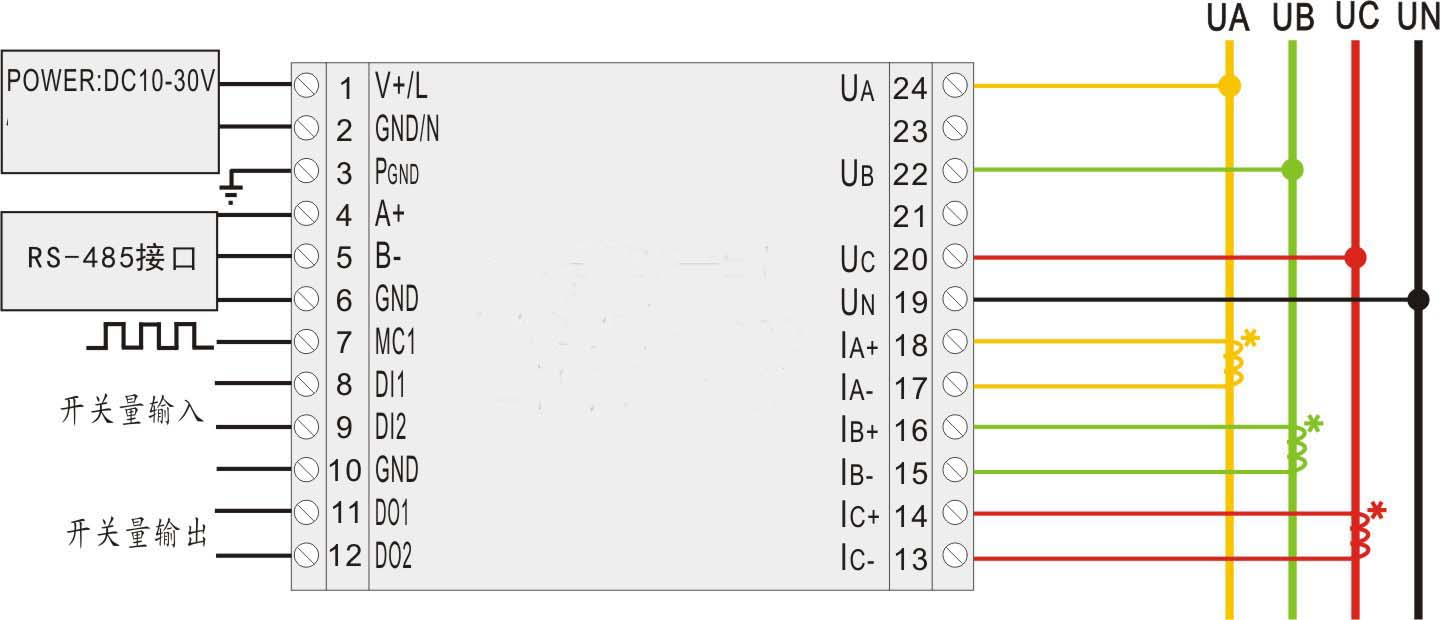 UA UB UC UN
POWER:DC10-30V
1 V+/L
2 GND/N
3 PGND
4 A+
RS-485接口
5 B-
6 GND
7 MC1
8 DI1
开关量输入
9 DI2
10 GND
11 DO1
开关量输出
12 DO2
UA 24
23
UB 22
21
UC 20
UN 19
IA+ 18
*
IA- 17
IB+ 16
*
IB- 15
IC+ 14
*
IC- 13